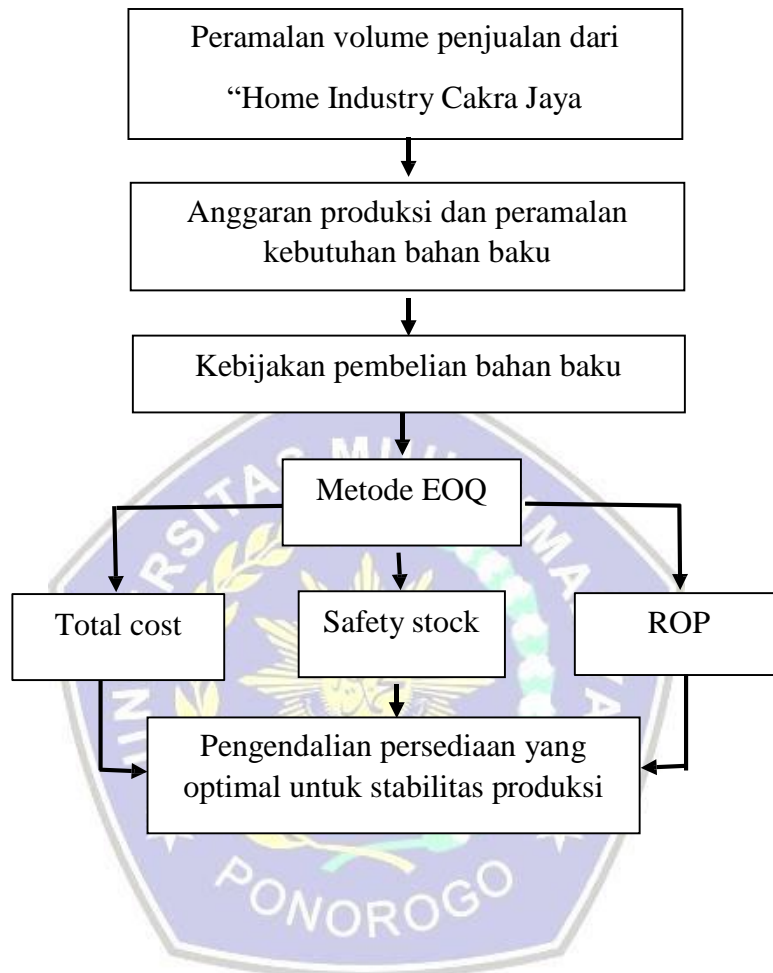 Peramalan volume penjualan dari
“Home Industry Cakra Jaya
Anggaran produksi dan peramalan
kebutuhan bahan baku
Kebijakan pembelian bahan baku
Metode EOQ
Total cost
Safety stock
ROP
Pengendalian persediaan yang
optimal untuk stabilitas produksi
PONOROGO